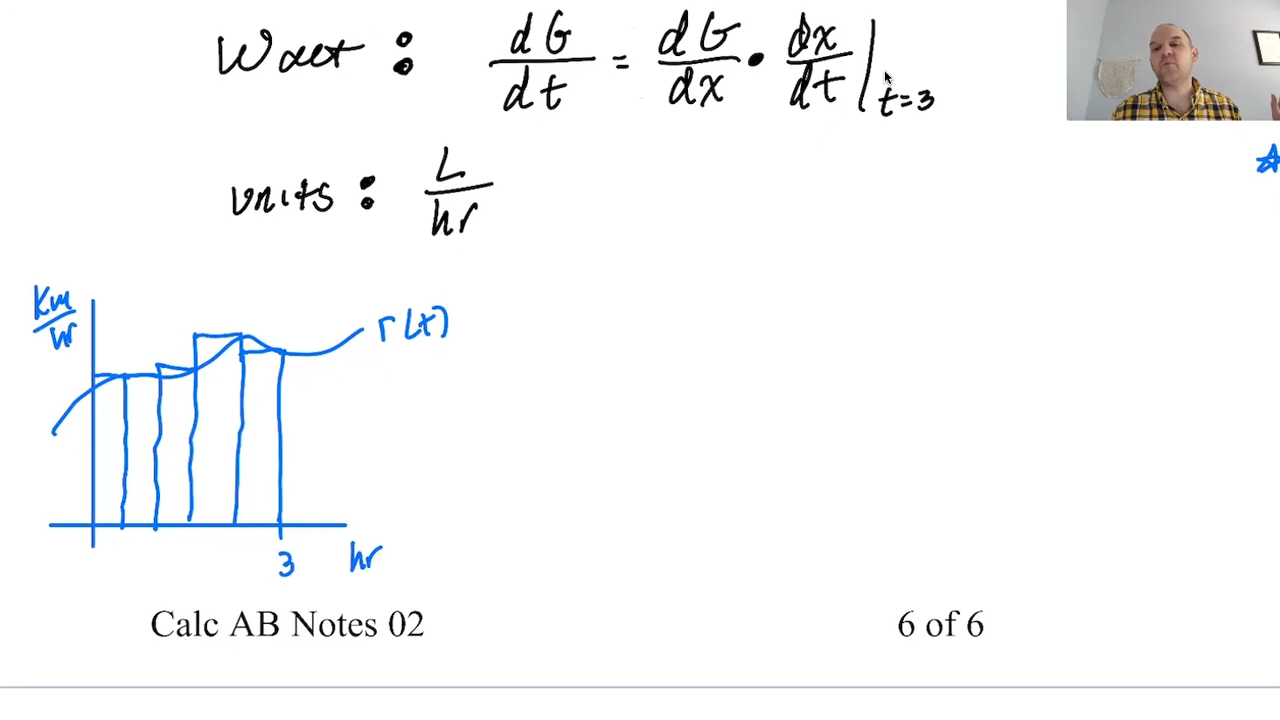 Want : dG/dt = dG/dx • dx/dt |t=3
units : L/hr
Km/hr
r(t)
3 hr
Calc AB Notes 02 6 of 6